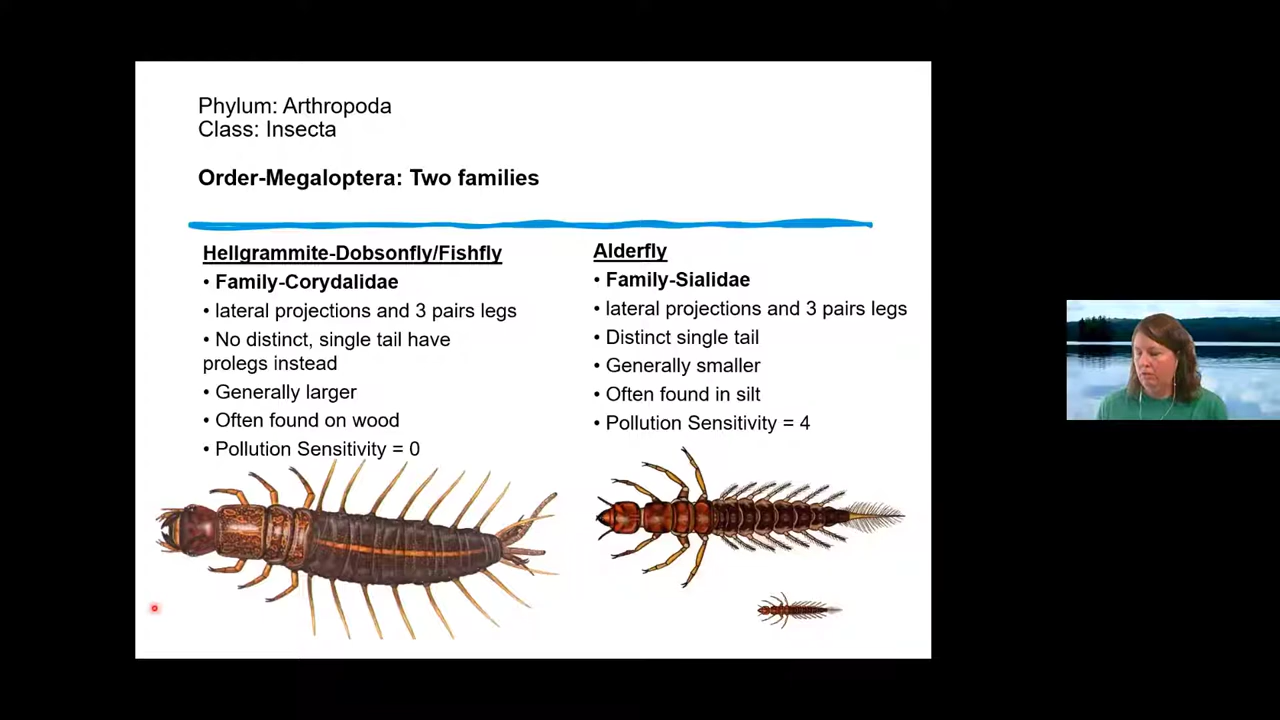 Phylum: Arthropoda
Class: Insecta
Order-Megaloptera: Two families
Hellgrammite-Dobsonfly/Fishfly
• Family-Corydalidae
• lateral projections and 3 pairs legs
• No distinct, single tail have
prolegs instead
• Generally larger
• Often found on wood
• Pollution Sensitivity = 0
Alderfly
• Family-Sialidae
• lateral projections and 3 pairs legs
• Distinct single tail
• Generally smaller
• Often found in silt
• Pollution Sensitivity = 4